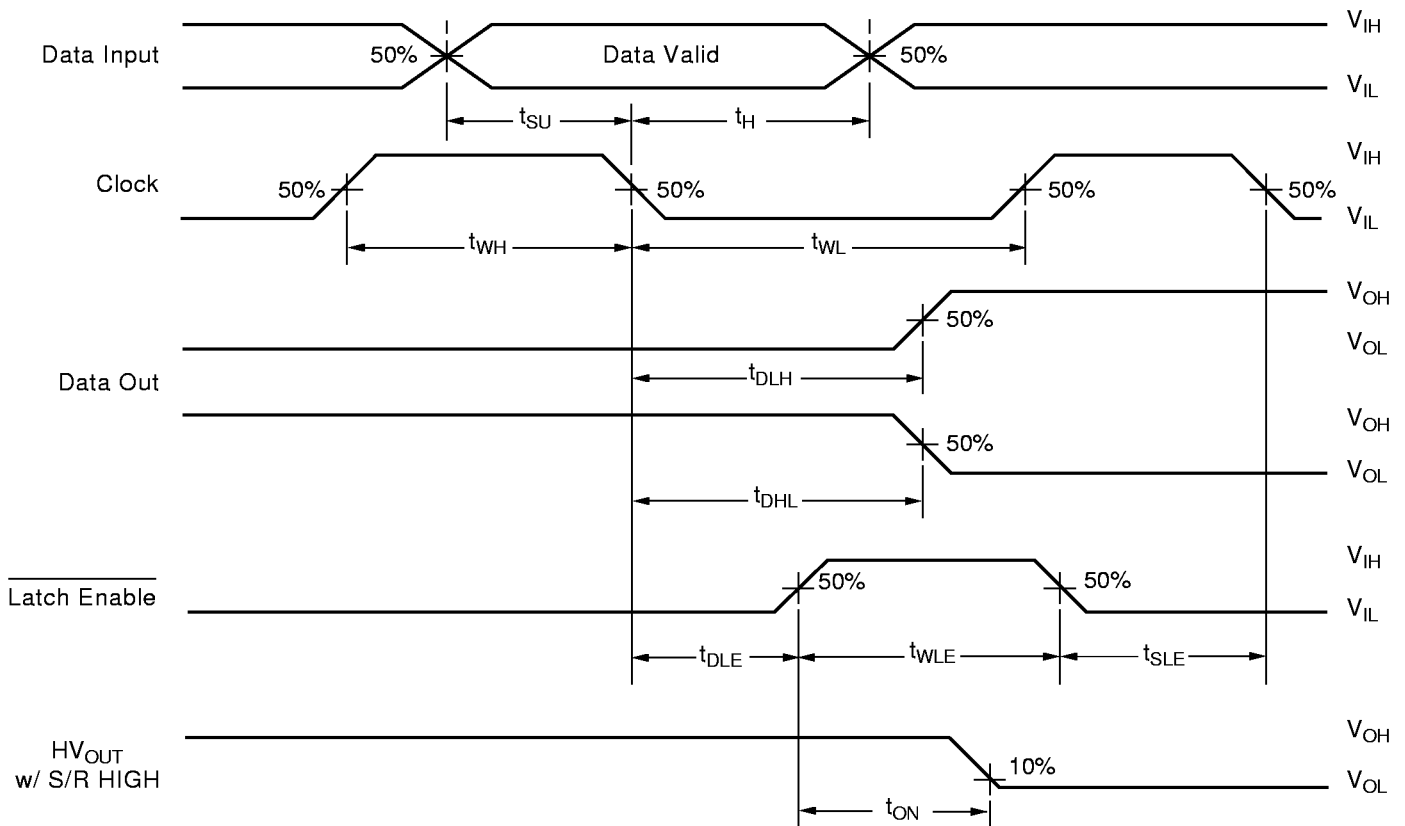 V_IH
Data Input 50% Data Valid 50%
V_IL
t_SU t_H
V_IH
Clock 50% 50% 50% 50%
V_IL
t_WH t_WL
V_OH
50%
V_OL
t_DLH
Data Out
V_OH
50%
V_OL
t_DHL
V_IH
Latch Enable 50% 50%
V_IL
t_DLE t_WLE t_SLE
V_OH
HV_OUT
w/ S/R HIGH 10%
V_OL
t_ON